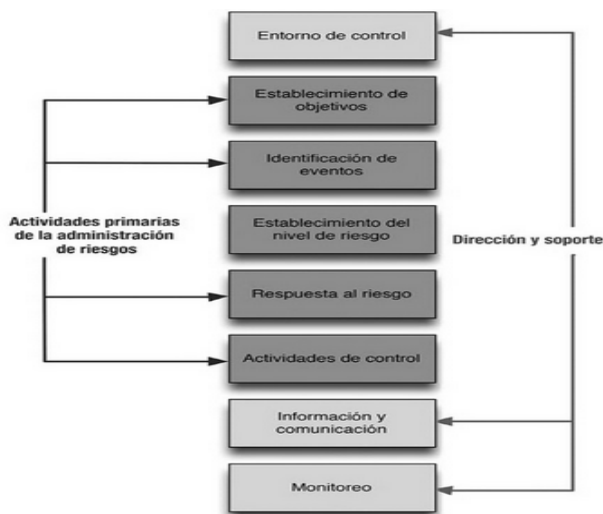 Entorno de control
Establecimiento de
objetivos
Identificación de
eventos
Establecimiento del
nivel de riesgo
Respuesta al riesgo
Actividades de control
Información y
comunicación
Monitoreo
Actividades primarias
de la administración
de riesgos
Dirección y soporte